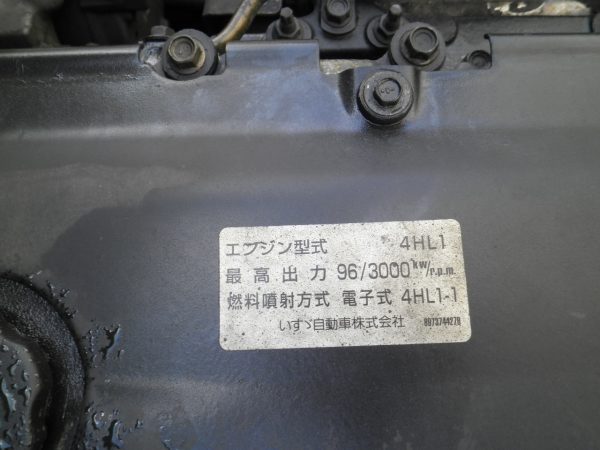 エンジン型式 4HL1
最高出力 96/3000 kW/r.p.m.
燃料噴射方式 電子式 4HL1-1
いすゞ自動車株式会社 8973744270